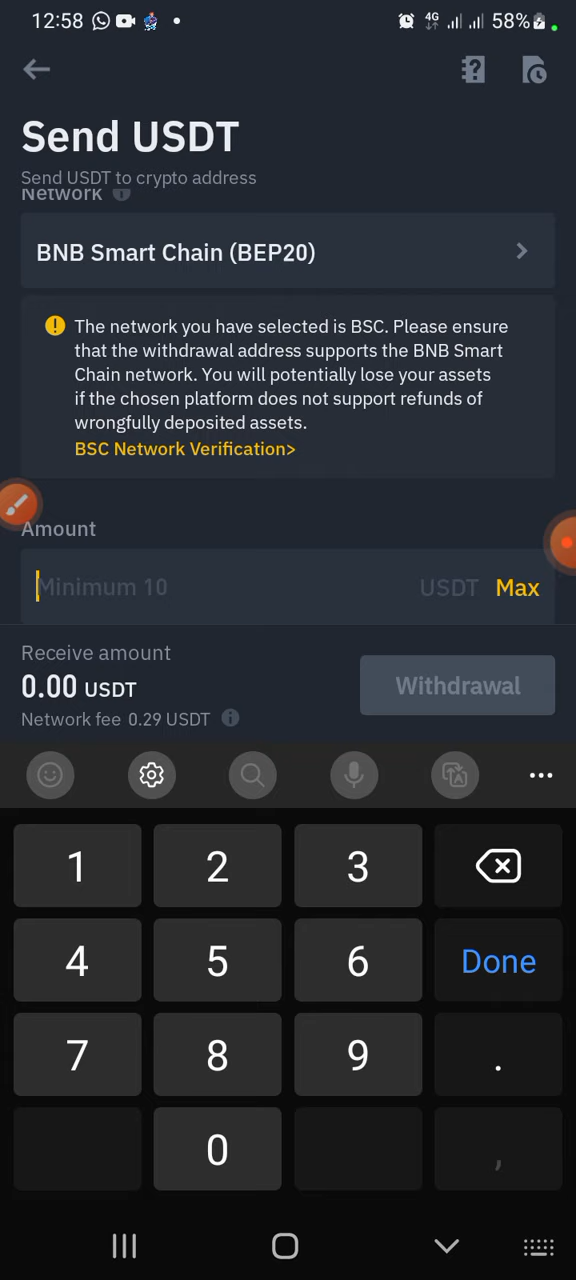 12:58 4G 58%
Send USDT
Send USDT to crypto address
Network
BNB Smart Chain (BEP20)
The network you have selected is BSC. Please ensure
that the withdrawal address supports the BNB Smart
Chain network. You will potentially lose your assets
if the chosen platform does not support refunds of
wrongfully deposited assets.
BSC Network Verification>
Amount
Minimum 10 USDT Max
Receive amount
0.00 USDT
Withdrawal
Network fee 0.29 USDT
1 2 3
4 5 6 Done
7 8 9 .
0 ,